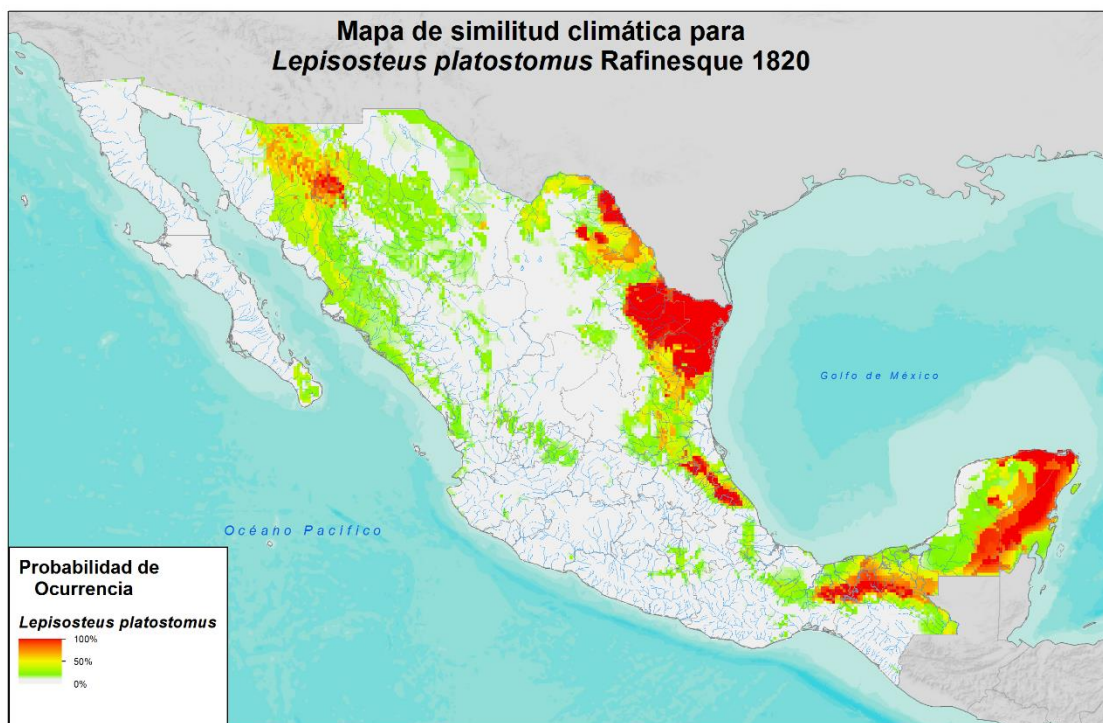 Mapa de similitud climática para
Lepisosteus platostomus Rafinesque 1820
Golfo de México
Océano Pacífico
Probabilidad de
Ocurrencia
Lepisosteus platostomus
100%
50%
0%